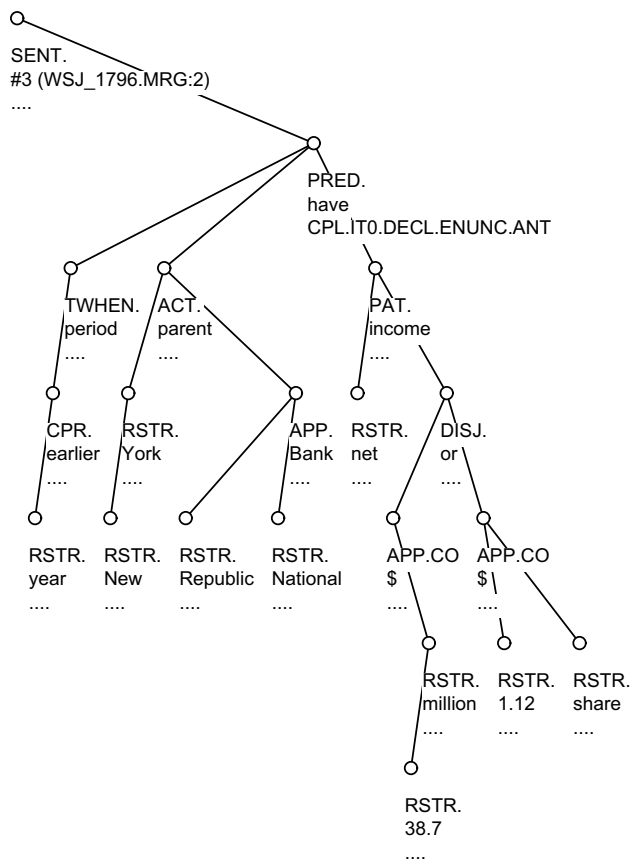 SENT.
#3 (WSJ_1796.MRG:2)
....
PRED.
have
CPL.IT0.DECL.ENUNC.ANT
TWHEN. ACT. PAT.
period parent income
.... .... ....
CPR. RSTR. APP. RSTR. DISJ.
earlier York Bank net or
.... .... .... .... ....
RSTR. RSTR. RSTR. RSTR. APP.CO APP.CO
year New Republic National $ $
.... .... .... .... .... ....
RSTR. RSTR. RSTR.
million 1.12 share
.... .... ....
RSTR.
38.7
....